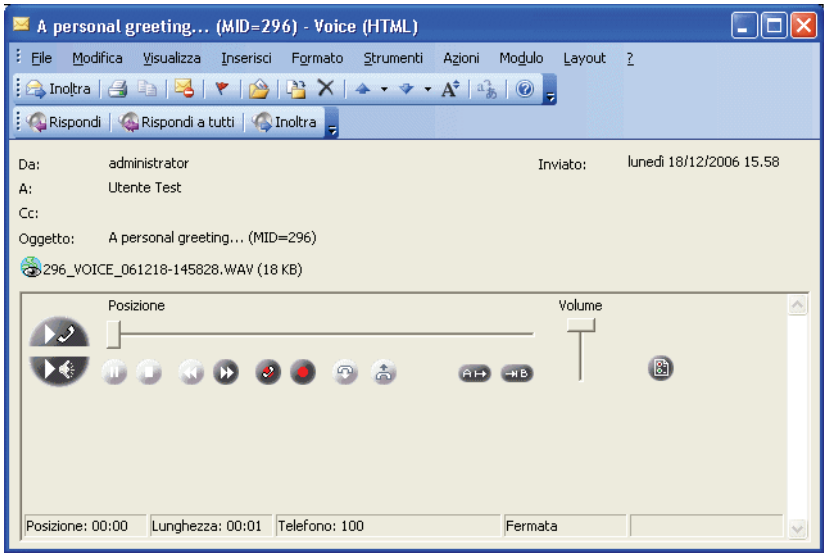 A personal greeting... (MID=296) - Voice (HTML)
File Modifica Visualizza Inserisci Formato Strumenti Azioni Modulo Layout ?
Inoltra
Rispondi Rispondi a tutti Inoltra
Da: administrator Inviato: lunedì 18/12/2006 15.58
A: Utente Test
Cc:
Oggetto: A personal greeting... (MID=296)
296_VOICE_061218-145828.WAV (18 KB)
Posizione Volume
A B
Posizione: 00:00 Lunghezza: 00:01 Telefono: 100 Fermata